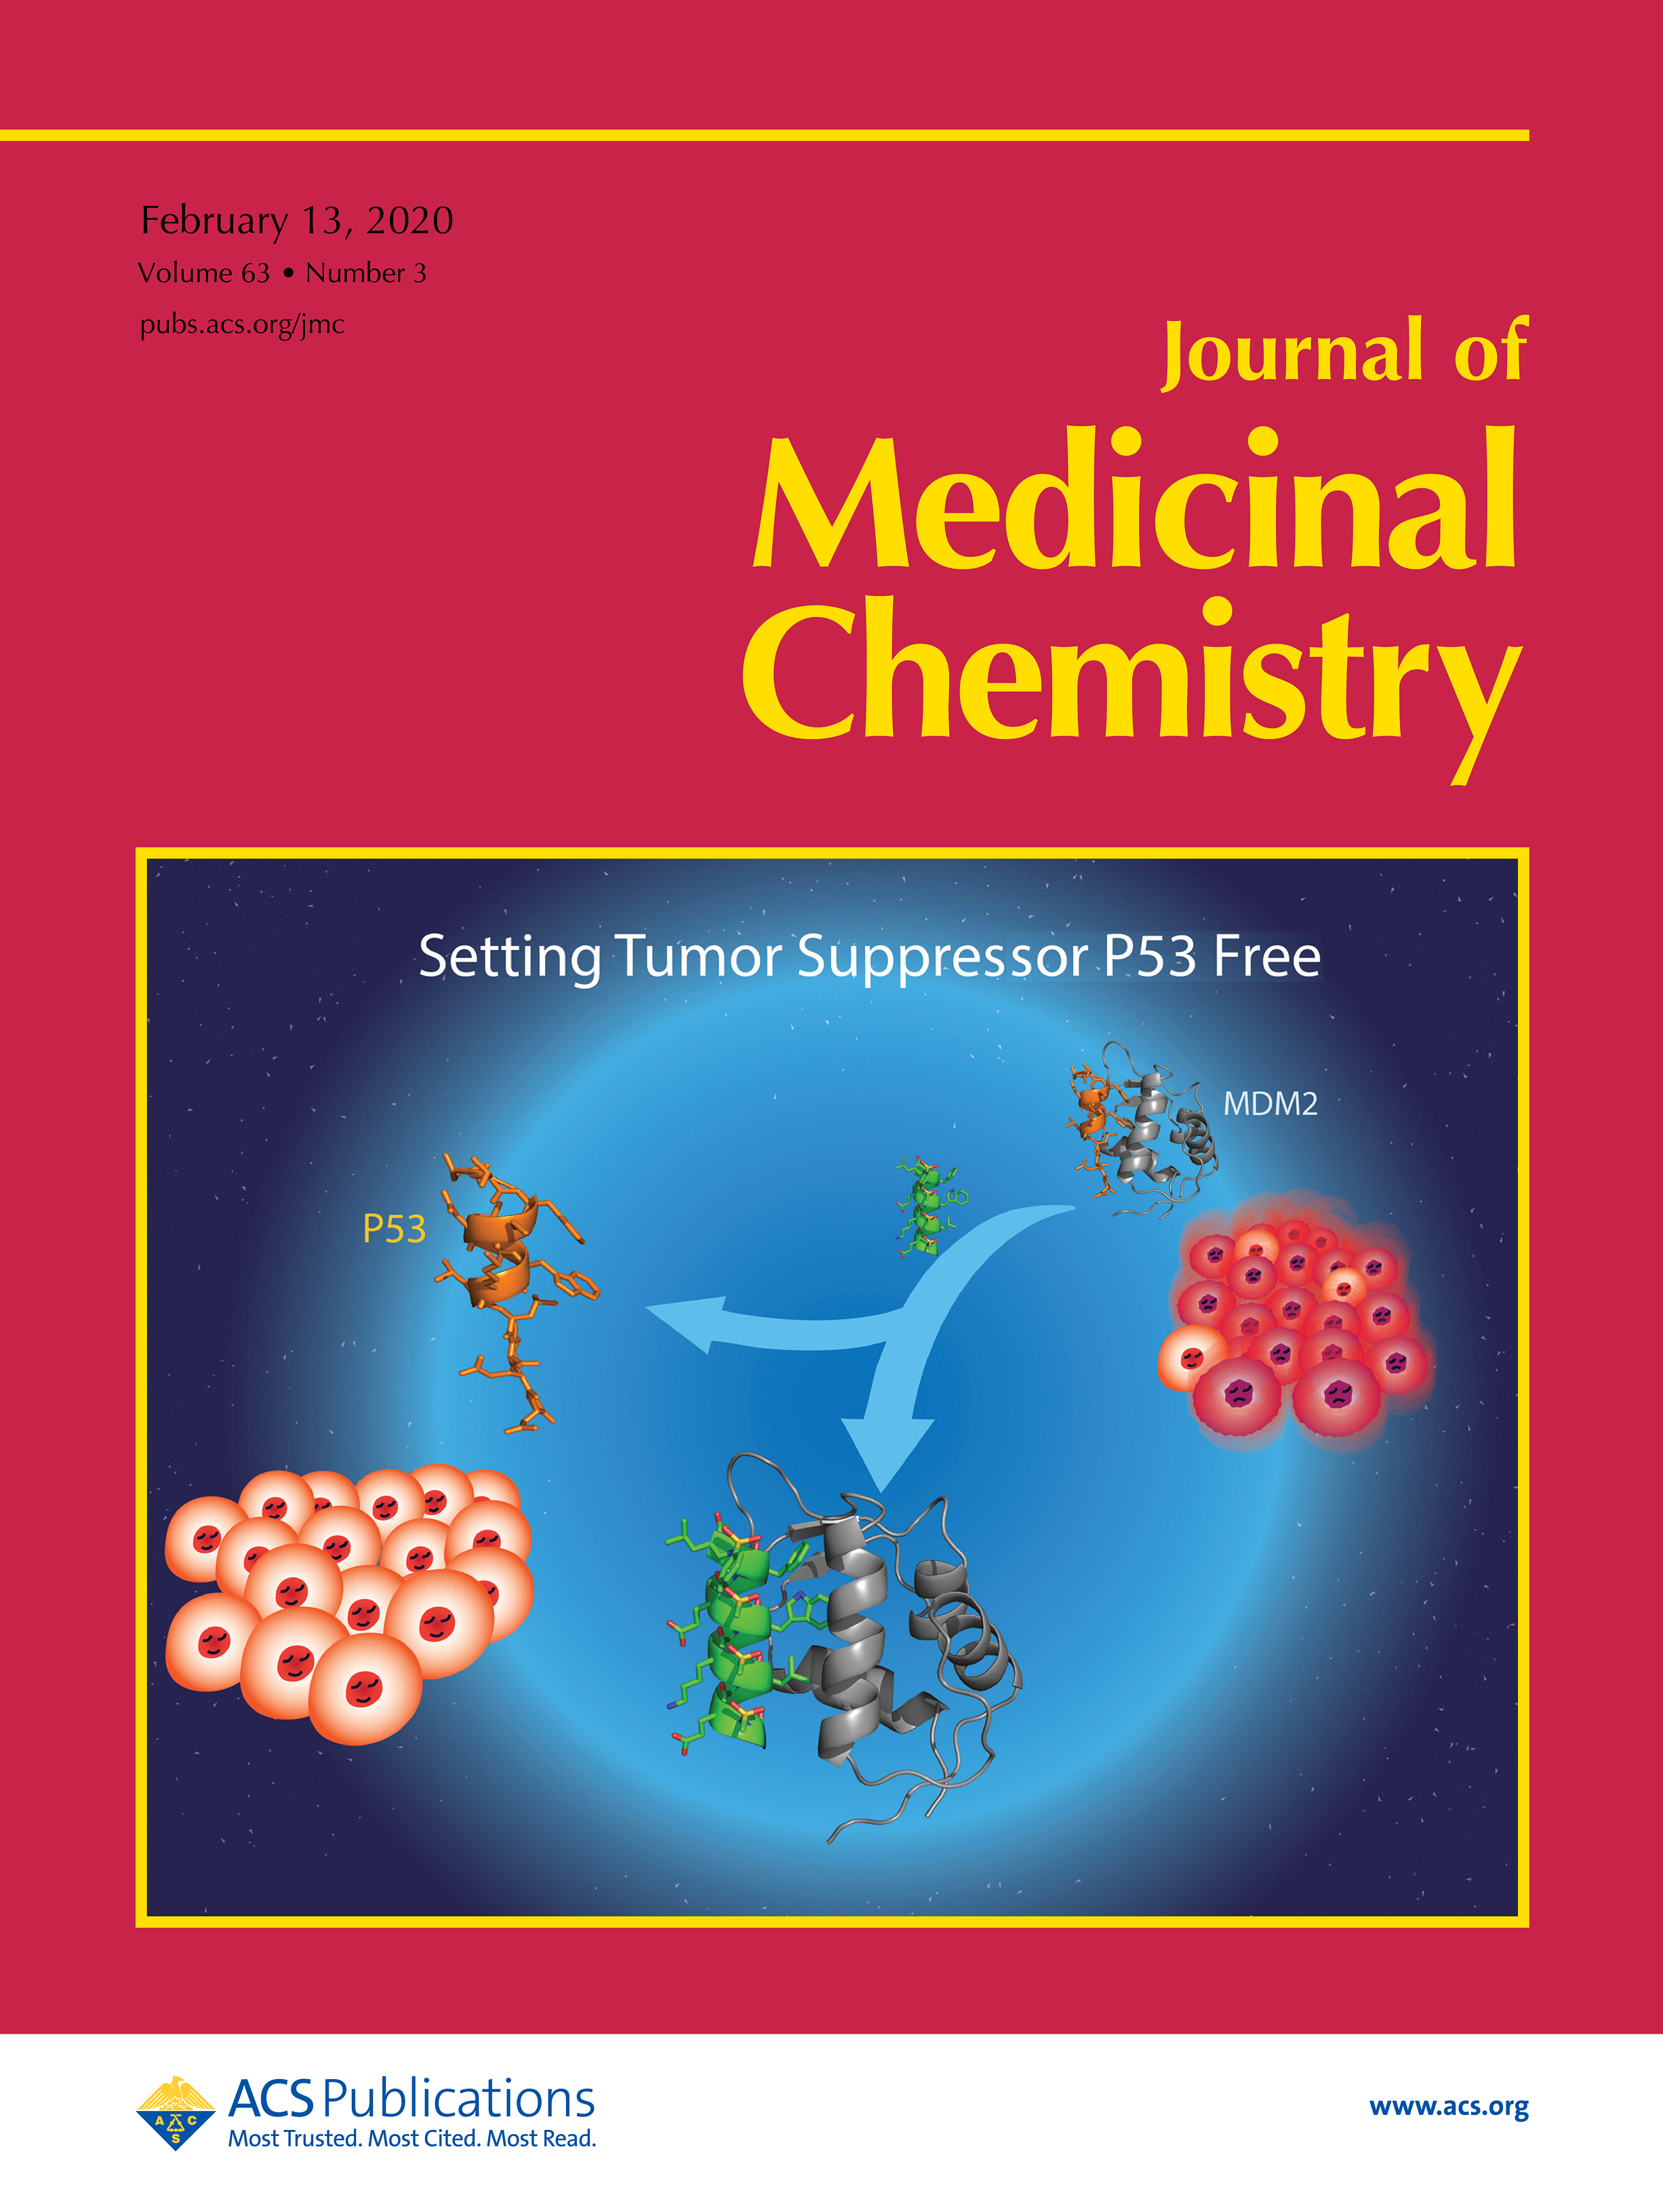 February 13, 2020
Volume 63 • Number 3
pubs.acs.org/jmc
Journal of
Medicinal
Chemistry
Setting Tumor Suppressor P53 Free
MDM2
P53
A C S
ACS Publications
Most Trusted. Most Cited. Most Read.
www.acs.org